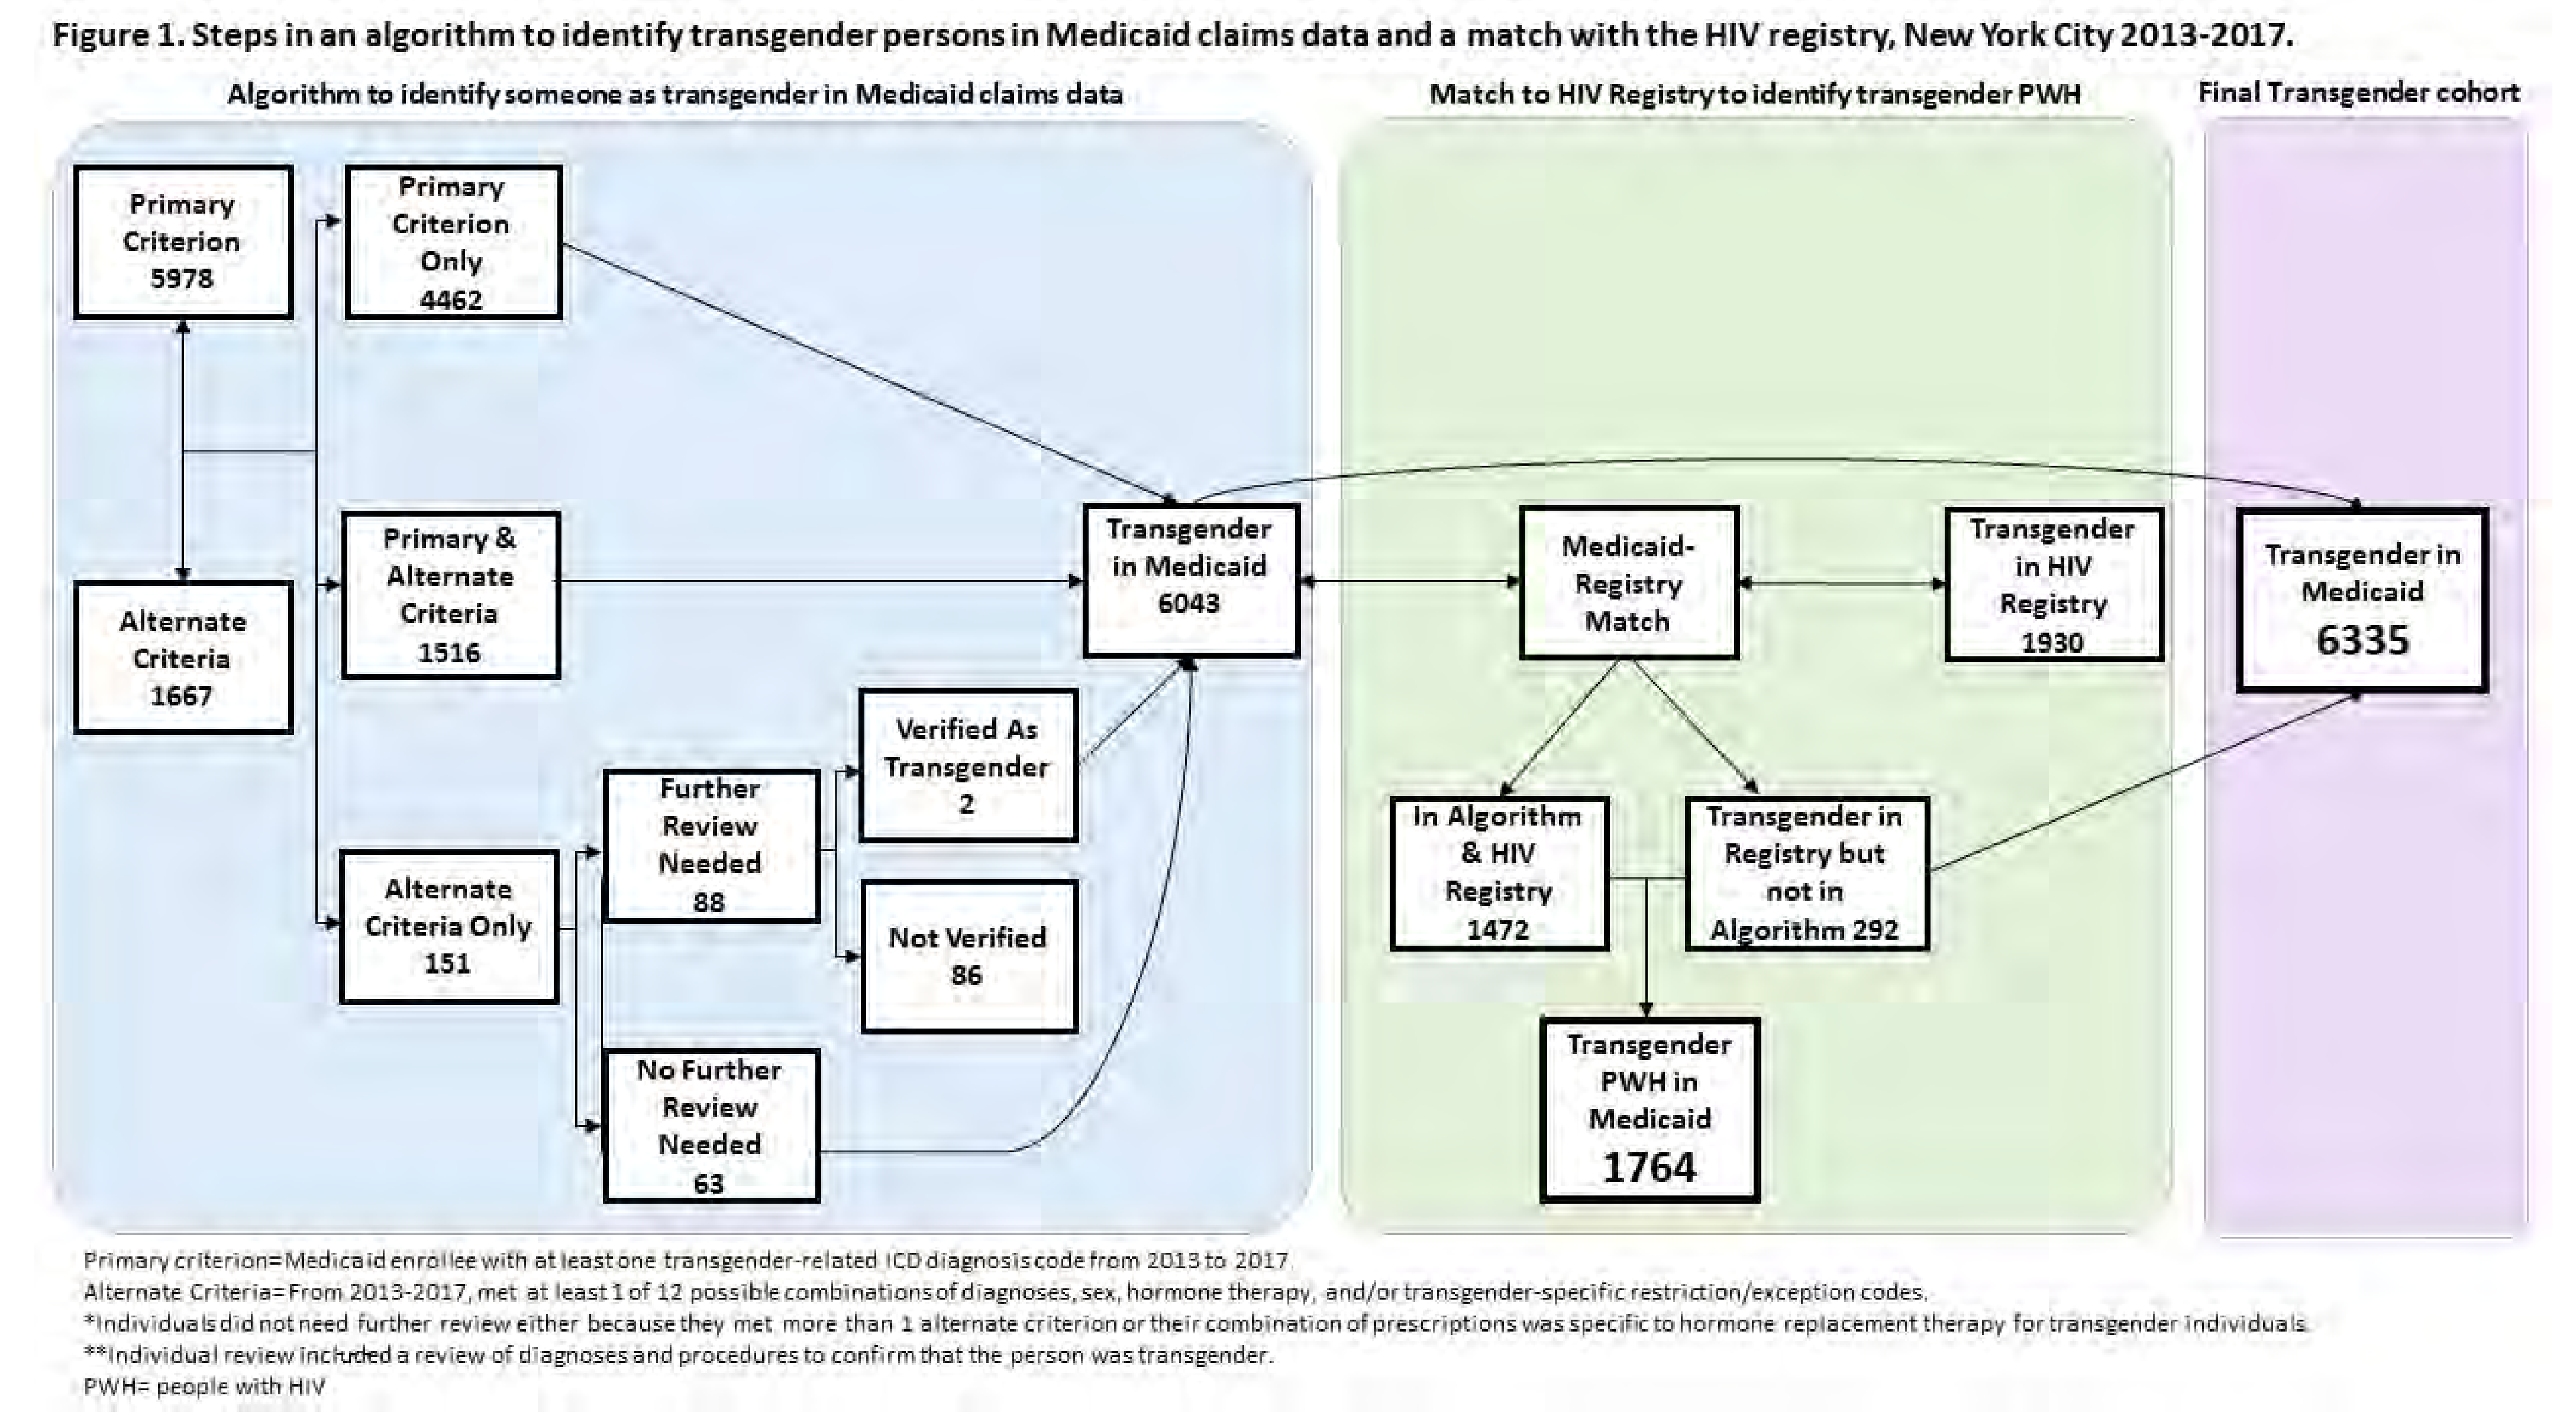 Figure 1. Steps in an algorithm to identify transgender persons in Medicaid claims data and a match with the HIV registry, New York City 2013-2017.
Algorithm to identify someone as transgender in Medicaid claims data
Match to HIV Registry to identify transgender PWH
Final Transgender cohort
Primary
Criterion
5978
Primary
Criterion
Only
4462
Alternate
Criteria
1667
Primary &
Alternate
Criteria
1516
Alternate
Criteria Only
151
Further
Review
Needed
88
No Further
Review
Needed
63
Verified As
Transgender
2
Not Verified
86
Transgender
in Medicaid
6043
Medicaid-
Registry
Match
Transgender
in HIV
Registry
1930
In Algorithm
& HIV
Registry
1472
Transgender in
Registry but
not in
Algorithm 292
Transgender
PWH in
Medicaid
1764
Transgender in
Medicaid
6335
Primary criterion=Medicaid enrollee with at least one transgender-related ICD diagnosis code from 2013 to 2017.
Alternate Criteria=From 2013-2017, met at least 1 of 12 possible combinations of diagnoses, sex, hormone therapy, and/or transgender-specific restriction/exception codes.
*Individuals did not need further review either because they met more than 1 alternate criterion or their combination of prescriptions was specific to hormone replacement therapy for transgender individuals.
**Individual review included a review of diagnoses and procedures to confirm that the person was transgender.
PWH= people with HIV